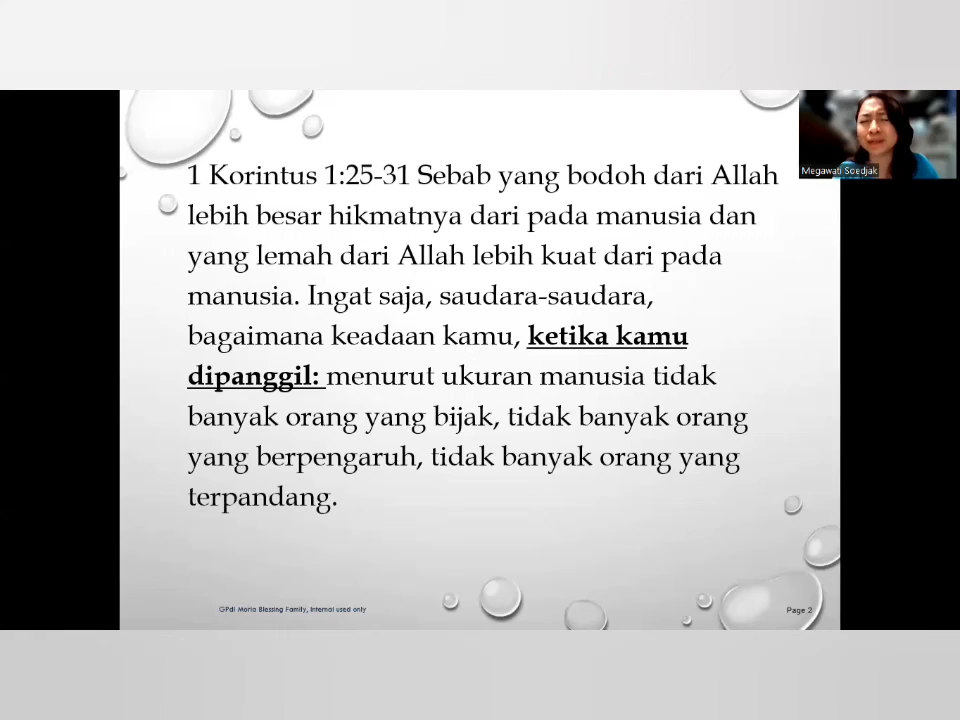 1 Korintus 1:25-31 Sebab yang bodoh dari Allah
lebih besar hikmatnya dari pada manusia dan
yang lemah dari Allah lebih kuat dari pada
manusia. Ingat saja, saudara-saudara,
bagaimana keadaan kamu, ketika kamu
dipanggil: menurut ukuran manusia tidak
banyak orang yang bijak, tidak banyak orang
yang berpengaruh, tidak banyak orang yang
terpandang.
Megawati Soedjak
GPdI Moria Blessing Family, Internal used only
Page 2